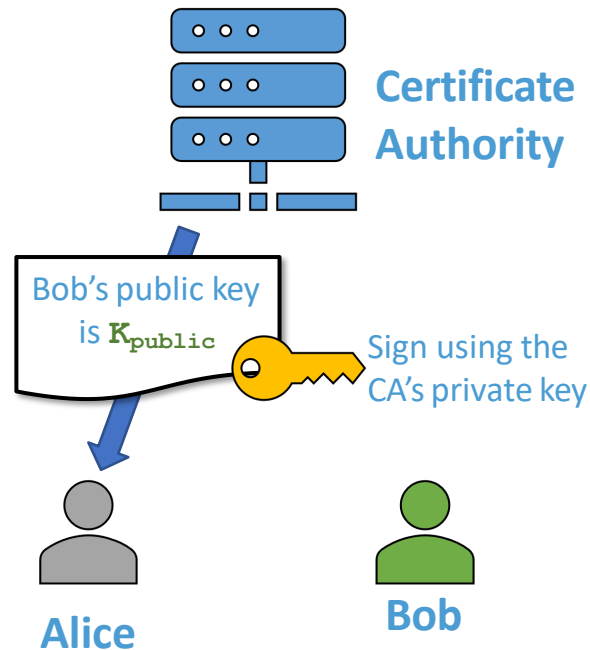 Certificate
Authority
Bob's public key
is Kpublic
Sign using the
CA's private key
Alice
Bob